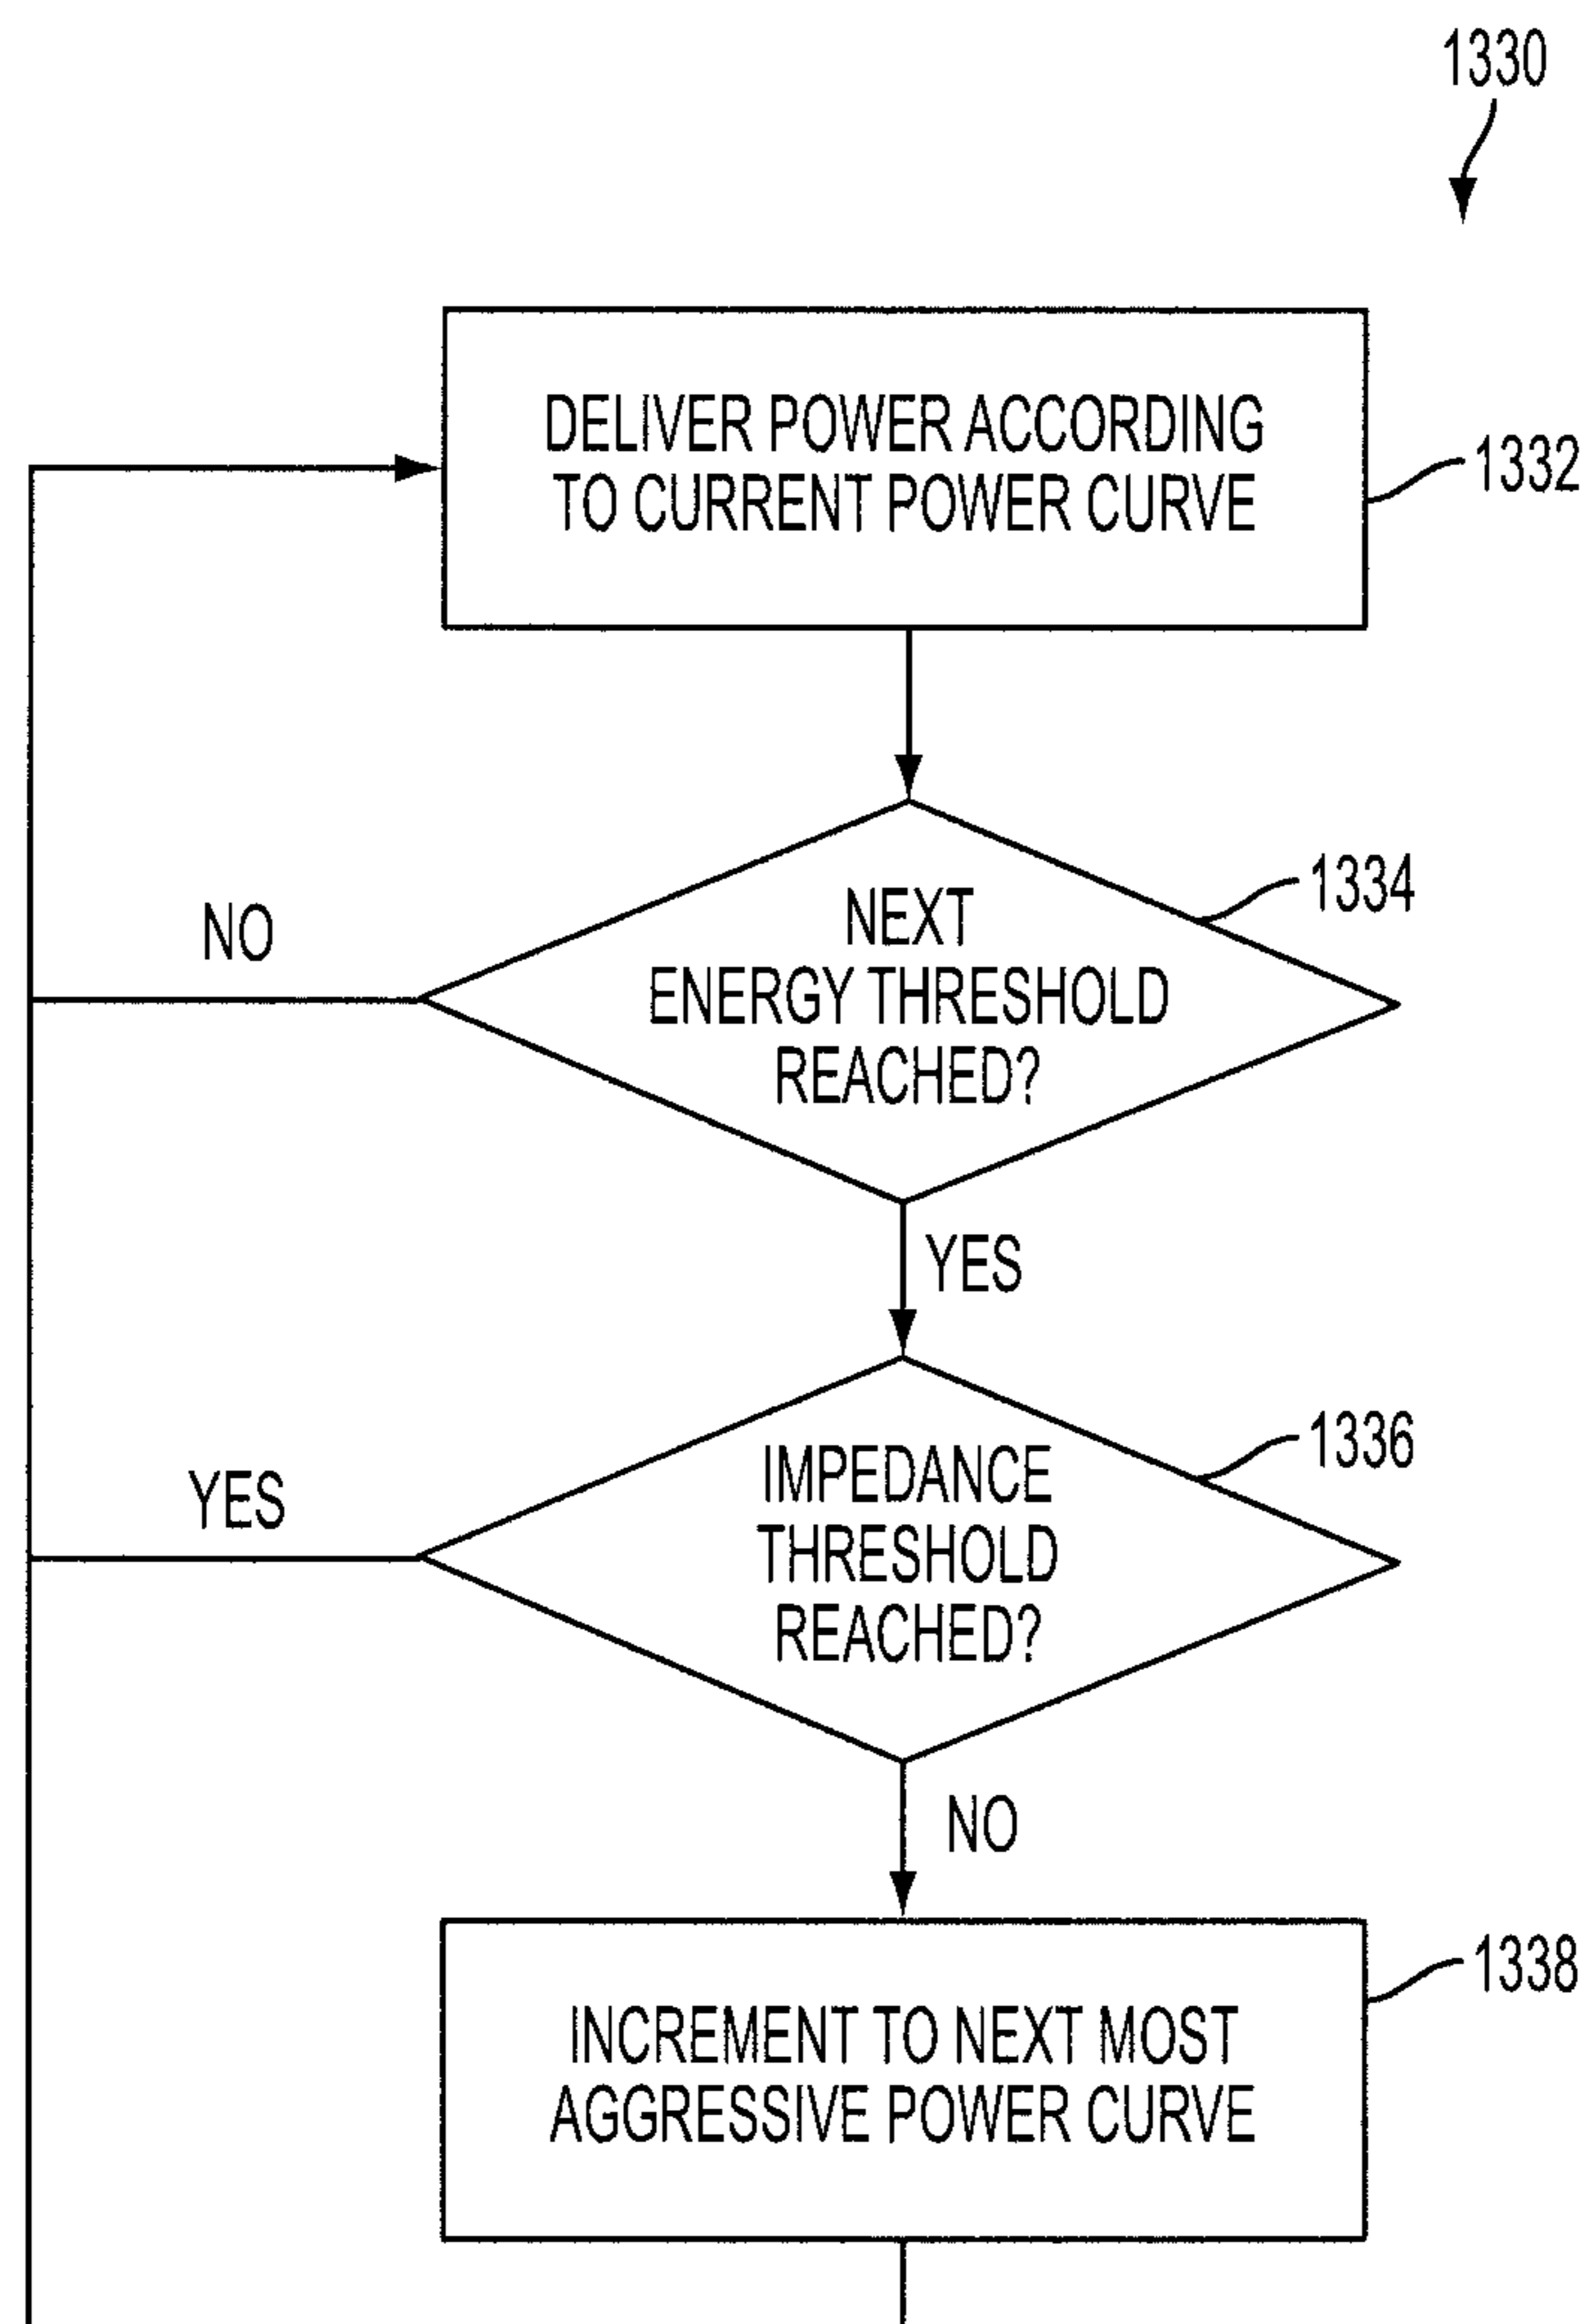 1330
DELIVER POWER ACCORDING
TO CURRENT POWER CURVE
1332
NEXT
ENERGY THRESHOLD
REACHED?
1334
NO
YES
IMPEDANCE
THRESHOLD
REACHED?
1336
YES
NO
INCREMENT TO NEXT MOST
AGGRESSIVE POWER CURVE
1338